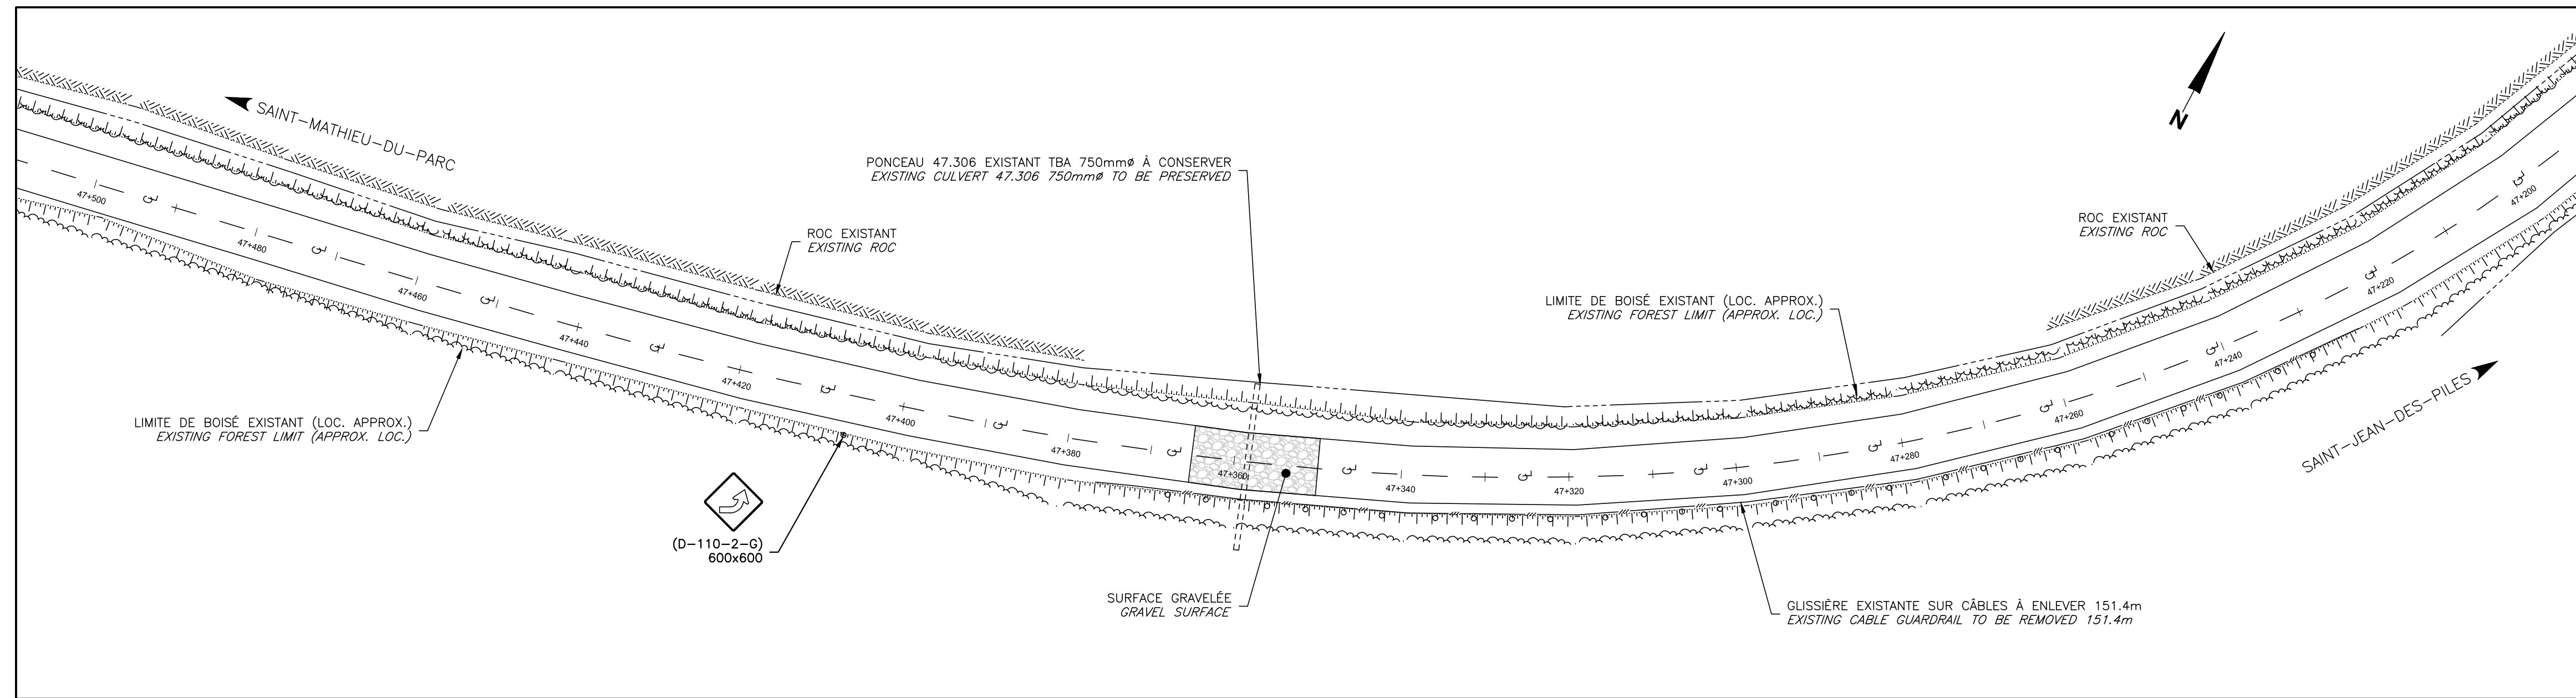 SAINT-MATHIEU-DU-PARC
N
PONCEAU 47.306 EXISTANT TBA 750mmø À CONSERVER
EXISTING CULVERT 47.306 750mmø TO BE PRESERVED
ROC EXISTANT
EXISTING ROC
ROC EXISTANT
EXISTING ROC
LIMITE DE BOISÉ EXISTANT (LOC. APPROX.)
EXISTING FOREST LIMIT (APPROX. LOC.)
47+500
47+480
47+460
47+440
47+420
47+400
47+380
47+360
47+340
47+320
47+300
47+280
47+260
47+240
47+220
47+200
LIMITE DE BOISÉ EXISTANT (LOC. APPROX.)
EXISTING FOREST LIMIT (APPROX. LOC.)
SAINT-JEAN-DES-PILES
(D-110-2-G)
600x600
SURFACE GRAVELÉE
GRAVEL SURFACE
GLISSIÈRE EXISTANTE SUR CÂBLES À ENLEVER 151.4m
EXISTING CABLE GUARDRAIL TO BE REMOVED 151.4m